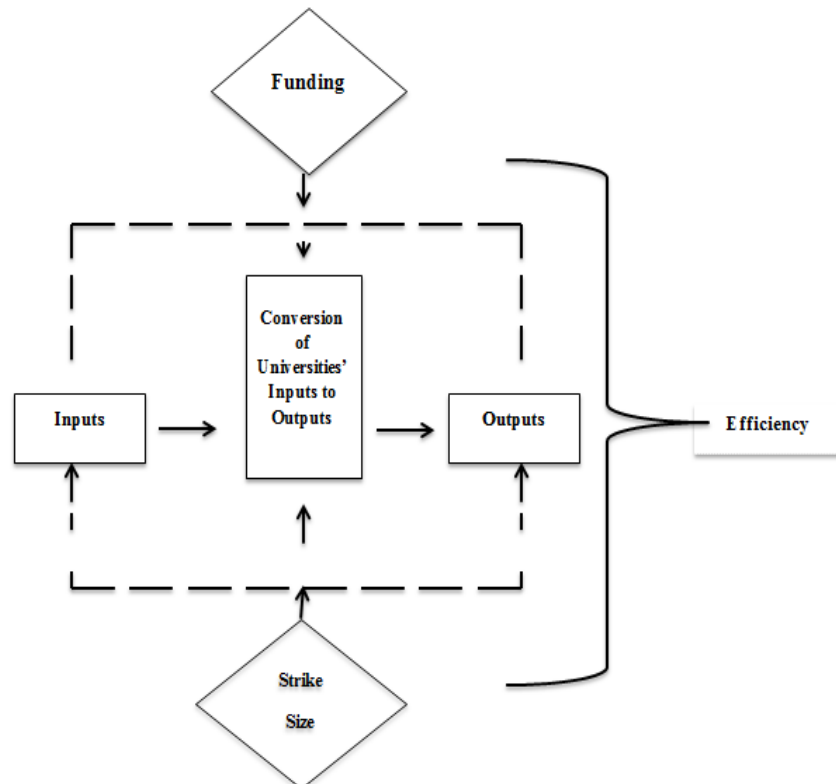 Funding
Conversion
of
Universities’
Inputs to
Outputs
Inputs
Outputs
Efficiency
Strike
Size